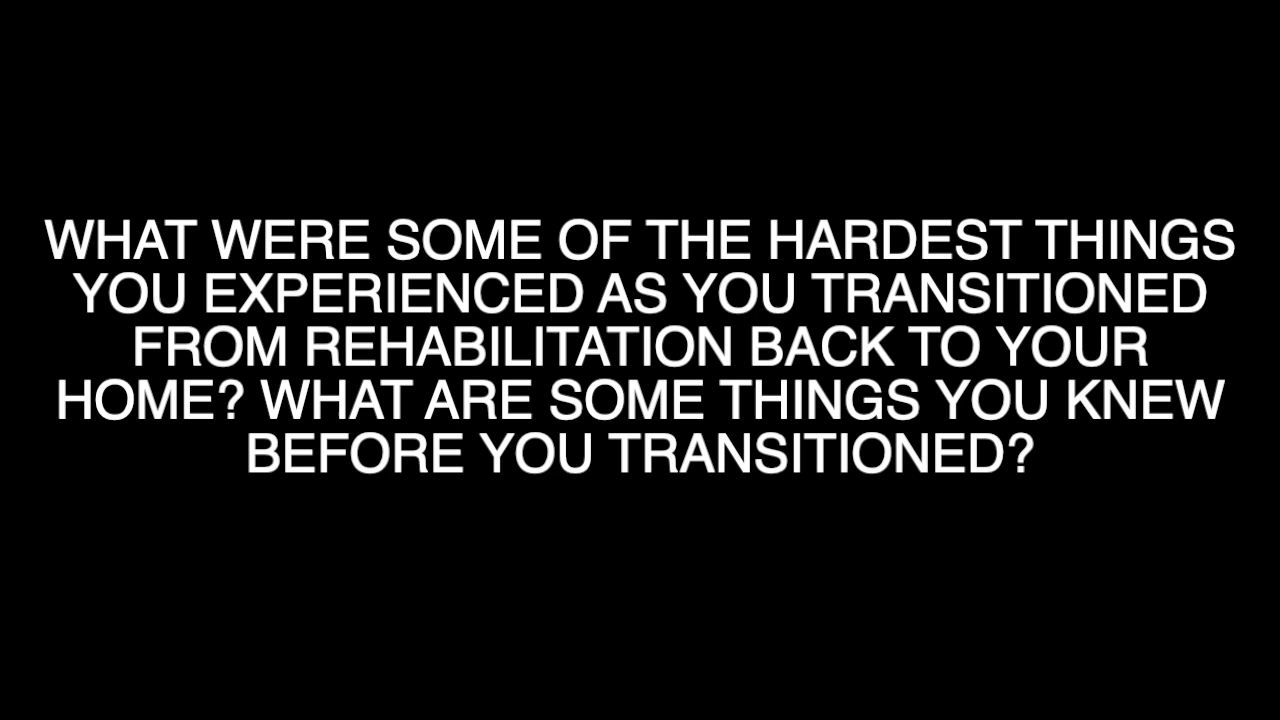 WHAT WERE SOME OF THE HARDEST THINGS
YOU EXPERIENCED AS YOU TRANSITIONED
FROM REHABILITATION BACK TO YOUR
HOME? WHAT ARE SOME THINGS YOU KNEW
BEFORE YOU TRANSITIONED?